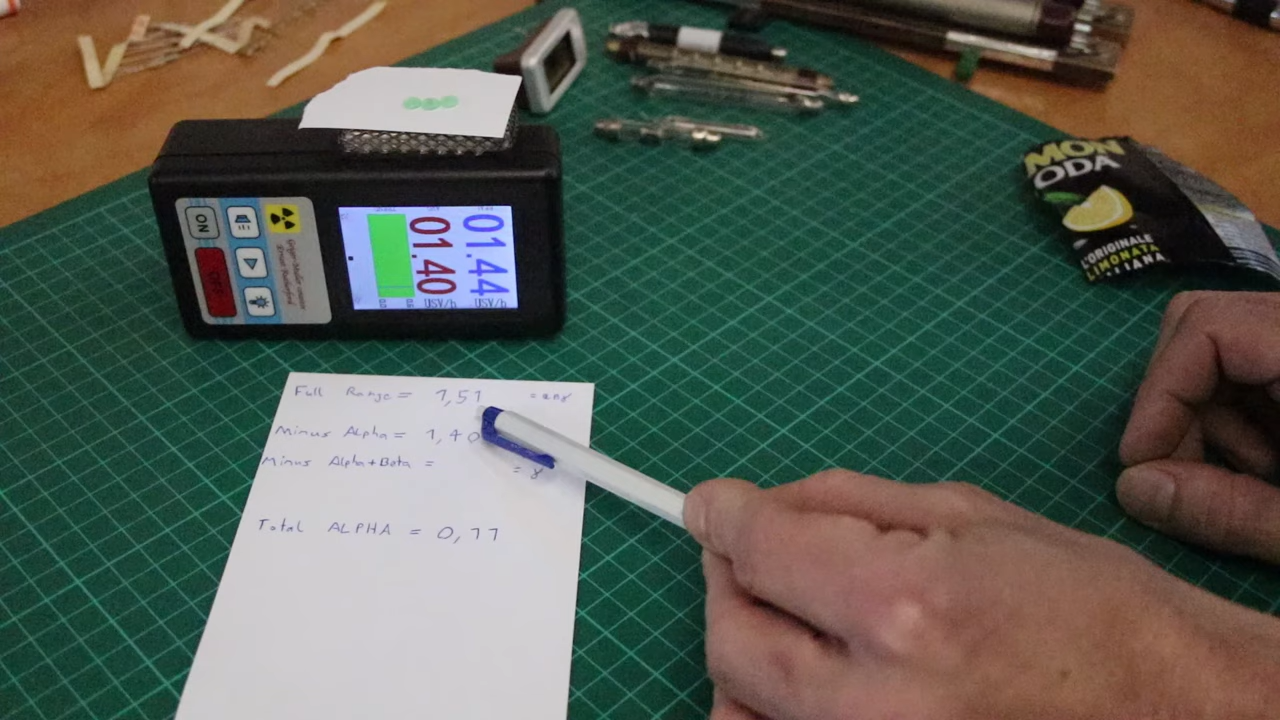 MON
ODA
L'ORIGINALE
LIMONATA
ALIANA
ON
OFF
01.44
01.40
USV/h
USV/h
Full Range = 1,51
Minus Alpha = 1,40
Minus Alpha+Beta = = γ
Total ALPHA = 0,11